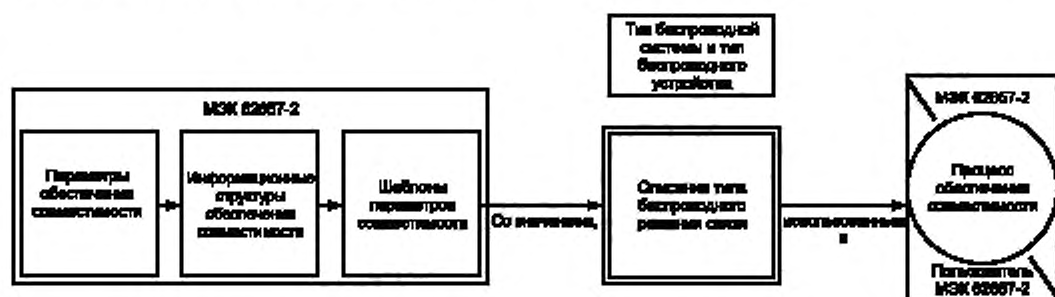 Тип беспроводной
системы и тип
беспроводного
устройства
МЭК 62657-2
Параметры
обеспечения
совместимости
Информационные
структуры
обеспечения
совместимости
Шаблоны
параметров
совместимости
Со значениями,
Описание типа
беспроводного
решения связи
использованными
в
МЭК 62657-2
Процесс
обеспечения
совместимости
Пользователь
МЭК 62657-2